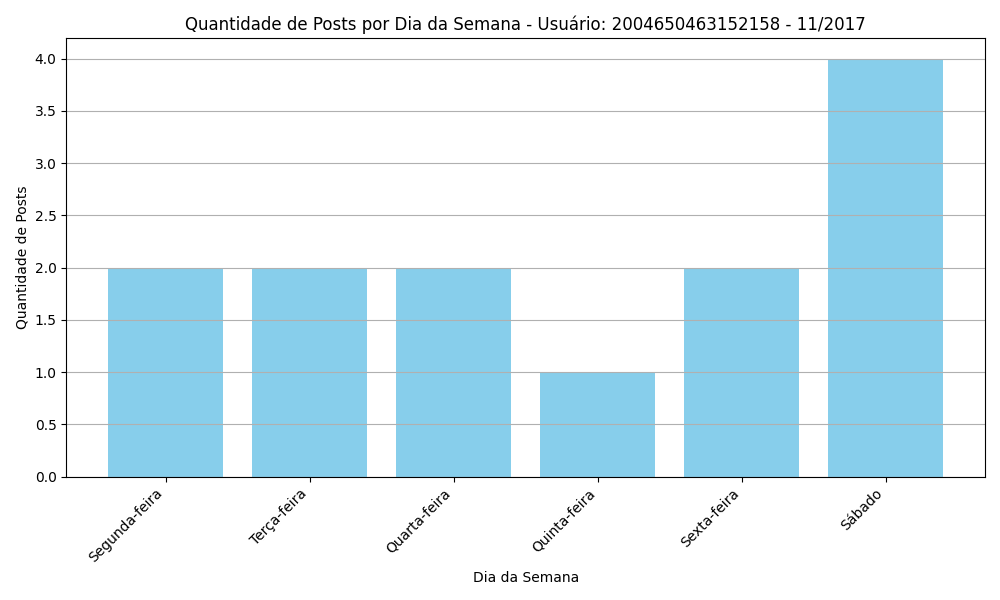 Quantidade de Posts por Dia da Semana - Usuário: 2004650463152158 - 11/2017
Quantidade de Posts
4.0
3.5
3.0
2.5
2.0
1.5
1.0
0.5
0.0
Segunda-feira
Terça-feira
Quarta-feira
Quinta-feira
Sexta-feira
Sábado
Dia da Semana